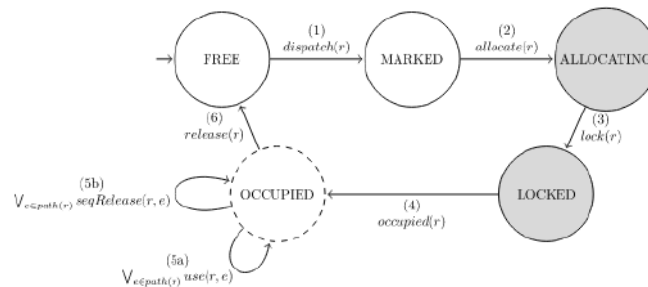 (1)
dispatch(r)
(2)
allocate(r)
FREE
MARKED
ALLOCATING
(6)
release(r)
(3)
lock(r)
(5b)
⋁e∈path(r) seqRelease(r, e)
OCCUPIED
(4)
occupied(r)
LOCKED
(5a)
⋁e∈path(r) use(r, e)